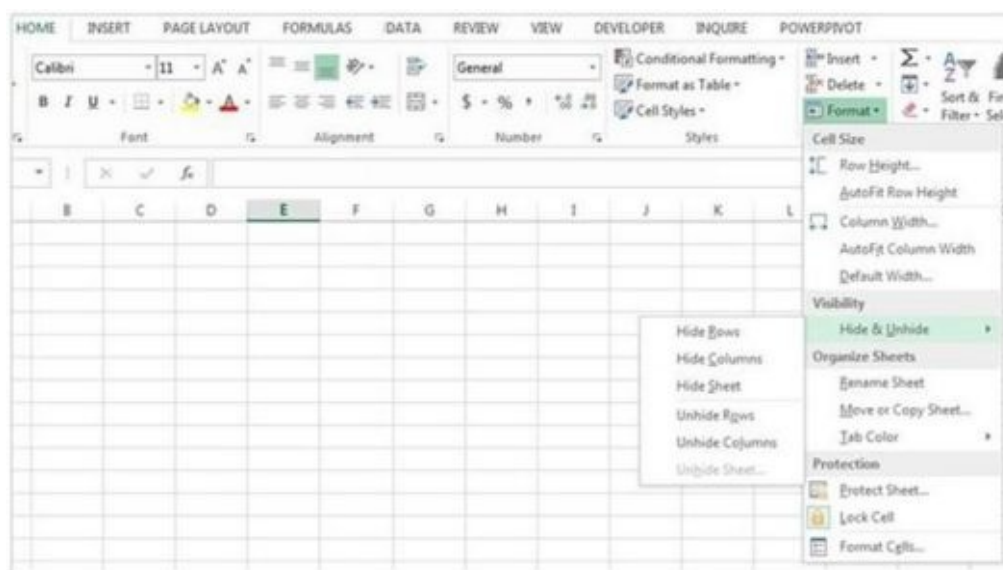 HOME INSERT PAGE LAYOUT FORMULAS DATA REVIEW VIEW DEVELOPER INQUIRE POWERPIVOT
Calibri 11 A A General Conditional Formatting Insert Σ A Z
Format as Table Delete Sort &
B I U A $ % , Cell Styles Format Filter
Font Alignment Number Styles
fx
B C D E F G H I J K L
Cell Size
Row Height...
AutoFit Row Height
Column Width...
AutoFit Column Width
Default Width...
Visibility
Hide & Unhide
Hide Rows
Hide Columns
Hide Sheet
Unhide Rows
Unhide Columns
Unhide Sheet...
Organize Sheets
Rename Sheet
Move or Copy Sheet...
Tab Color
Protection
Protect Sheet...
Lock Cell
Format Cells...